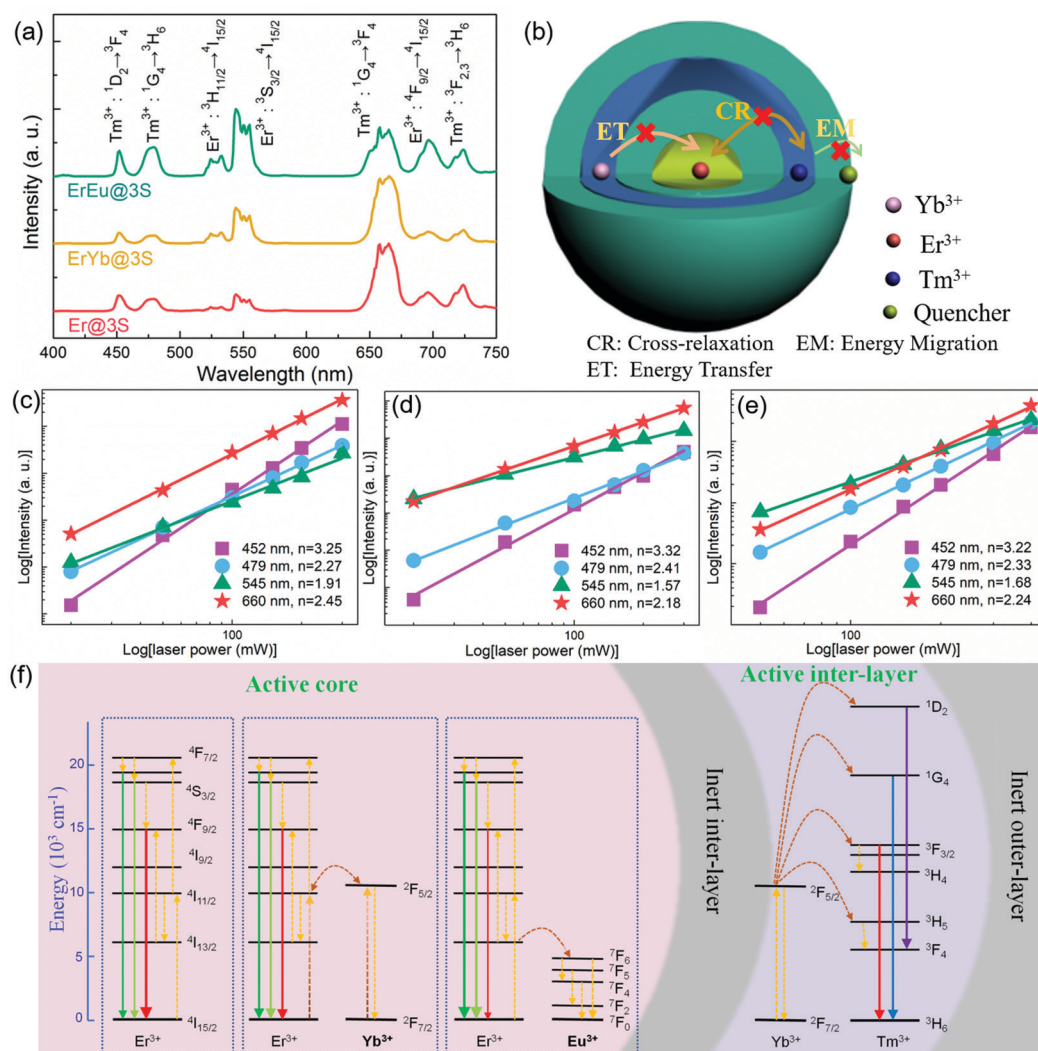 (a)
Tm³⁺ : ¹D₂→³F₄
Tm³⁺ : ¹G₄→³H₆
Er³⁺ : ³H₁₁/₂→⁴I₁₅/₂
Er³⁺ : ³S₃/₂→⁴I₁₅/₂
Tm³⁺ : ¹G₄→³F₄
Er³⁺ : ⁴F₉/₂→⁴I₁₅/₂
Tm³⁺ : ³F₂,₃→³H₆
Intensity (a. u.)
ErEu@3S
ErYb@3S
Er@3S
400 450 500 550 600 650 700 750
Wavelength (nm)
(b)
ET
CR
EM
Yb³⁺
Er³⁺
Tm³⁺
Quencher
CR: Cross-relaxation EM: Energy Migration
ET: Energy Transfer
(c)
Log[Intensity (a. u.)]
452 nm, n=3.25
479 nm, n=2.27
545 nm, n=1.91
660 nm, n=2.45
100
Log[laser power (mW)]
(d)
Log[Intensity (a. u.)]
452 nm, n=3.32
479 nm, n=2.41
545 nm, n=1.57
660 nm, n=2.18
100
Log[laser power (mW)]
(e)
Log[Intensity (a. u.)]
452 nm, n=3.22
479 nm, n=2.33
545 nm, n=1.68
660 nm, n=2.24
100
Log[laser power (mW)]
(f)
Active core
Active inter-layer
Energy (10³ cm⁻¹)
20
15
10
5
0
⁴F₇/₂
⁴S₃/₂
⁴F₉/₂
⁴I₉/₂
⁴I₁₁/₂
⁴I₁₃/₂
⁴I₁₅/₂
Er³⁺
²F₅/₂
²F₇/₂
Er³⁺
Yb³⁺
⁷F₆
⁷F₅
⁷F₄
⁷F₂
⁷F₀
Er³⁺
Eu³⁺
Inert inter-layer
²F₅/₂
²F₇/₂
Yb³⁺
¹D₂
¹G₄
³F₃/₂
³H₄
³H₅
³F₄
³H₆
Tm³⁺
Inert outer-layer